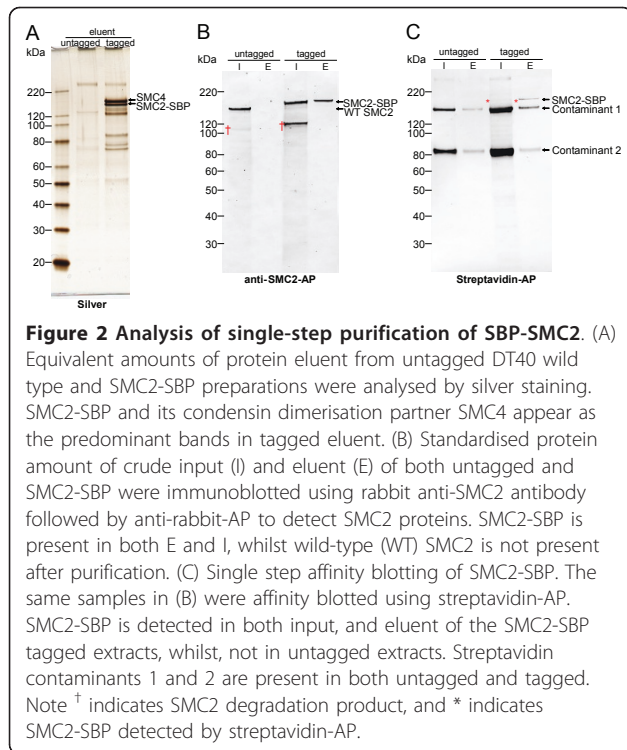 A
eluent
untagged tagged
kDa
220
120
100
80
60
50
40
30
20
SMC4
SMC2-SBP
Silver
B
untagged tagged
kDa I E I E
220
120
100
80
60
50
40
30
†
†
SMC2-SBP
WT SMC2
anti-SMC2-AP
C
untagged tagged
kDa I E I E
220
120
100
80
60
50
40
30
*
*
SMC2-SBP
Contaminant 1
Contaminant 2
Streptavidin-AP
Figure 2 Analysis of single-step purification of SBP-SMC2. (A)
Equivalent amounts of protein eluent from untagged DT40 wild
type and SMC2-SBP preparations were analysed by silver staining.
SMC2-SBP and its condensin dimerisation partner SMC4 appear as
the predominant bands in tagged eluent. (B) Standardised protein
amount of crude input (I) and eluent (E) of both untagged and
SMC2-SBP were immunoblotted using rabbit anti-SMC2 antibody
followed by anti-rabbit-AP to detect SMC2 proteins. SMC2-SBP is
present in both E and I, whilst wild-type (WT) SMC2 is not present
after purification. (C) Single step affinity blotting of SMC2-SBP. The
same samples in (B) were affinity blotted using streptavidin-AP.
SMC2-SBP is detected in both input, and eluent of the SMC2-SBP
tagged extracts, whilst, not in untagged extracts. Streptavidin
contaminants 1 and 2 are present in both untagged and tagged.
Note † indicates SMC2 degradation product, and * indicates
SMC2-SBP detected by streptavidin-AP.